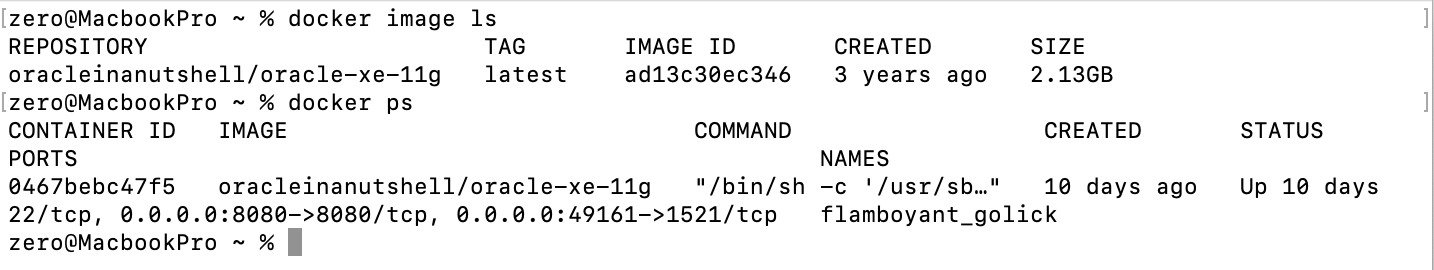 [zero@MacbookPro ~ % docker image ls ]
REPOSITORY TAG IMAGE ID CREATED SIZE
oracleinanutshell/oracle-xe-11g latest ad13c30ec346 3 years ago 2.13GB
[zero@MacbookPro ~ % docker ps ]
CONTAINER ID IMAGE COMMAND CREATED STATUS
PORTS NAMES
0467bebc47f5 oracleinanutshell/oracle-xe-11g "/bin/sh -c '/usr/sb…" 10 days ago Up 10 days
22/tcp, 0.0.0.0:8080->8080/tcp, 0.0.0.0:49161->1521/tcp flamboyant_golick
zero@MacbookPro ~ %